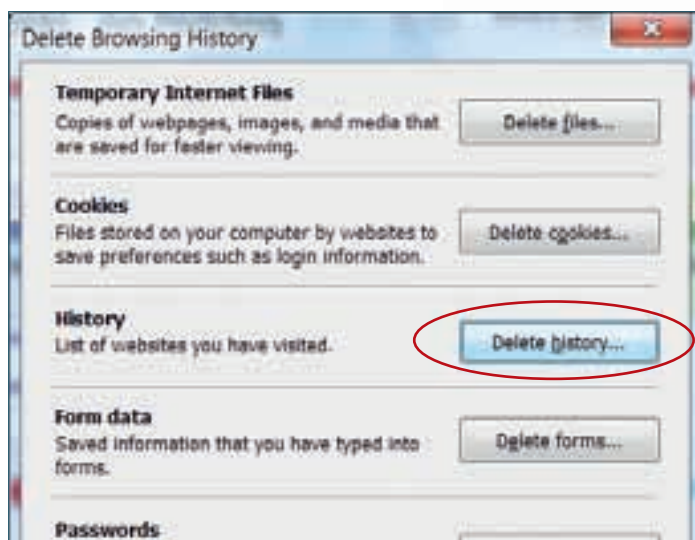 Delete Browsing History
Temporary Internet Files
Copies of webpages, images, and media that
are saved for faster viewing.
Delete files...
Cookies
Files stored on your computer by websites to
save preferences such as login information.
Delete cookies...
History
List of websites you have visited.
Delete history...
Form data
Saved information that you have typed into
forms.
Delete forms...
Passwords